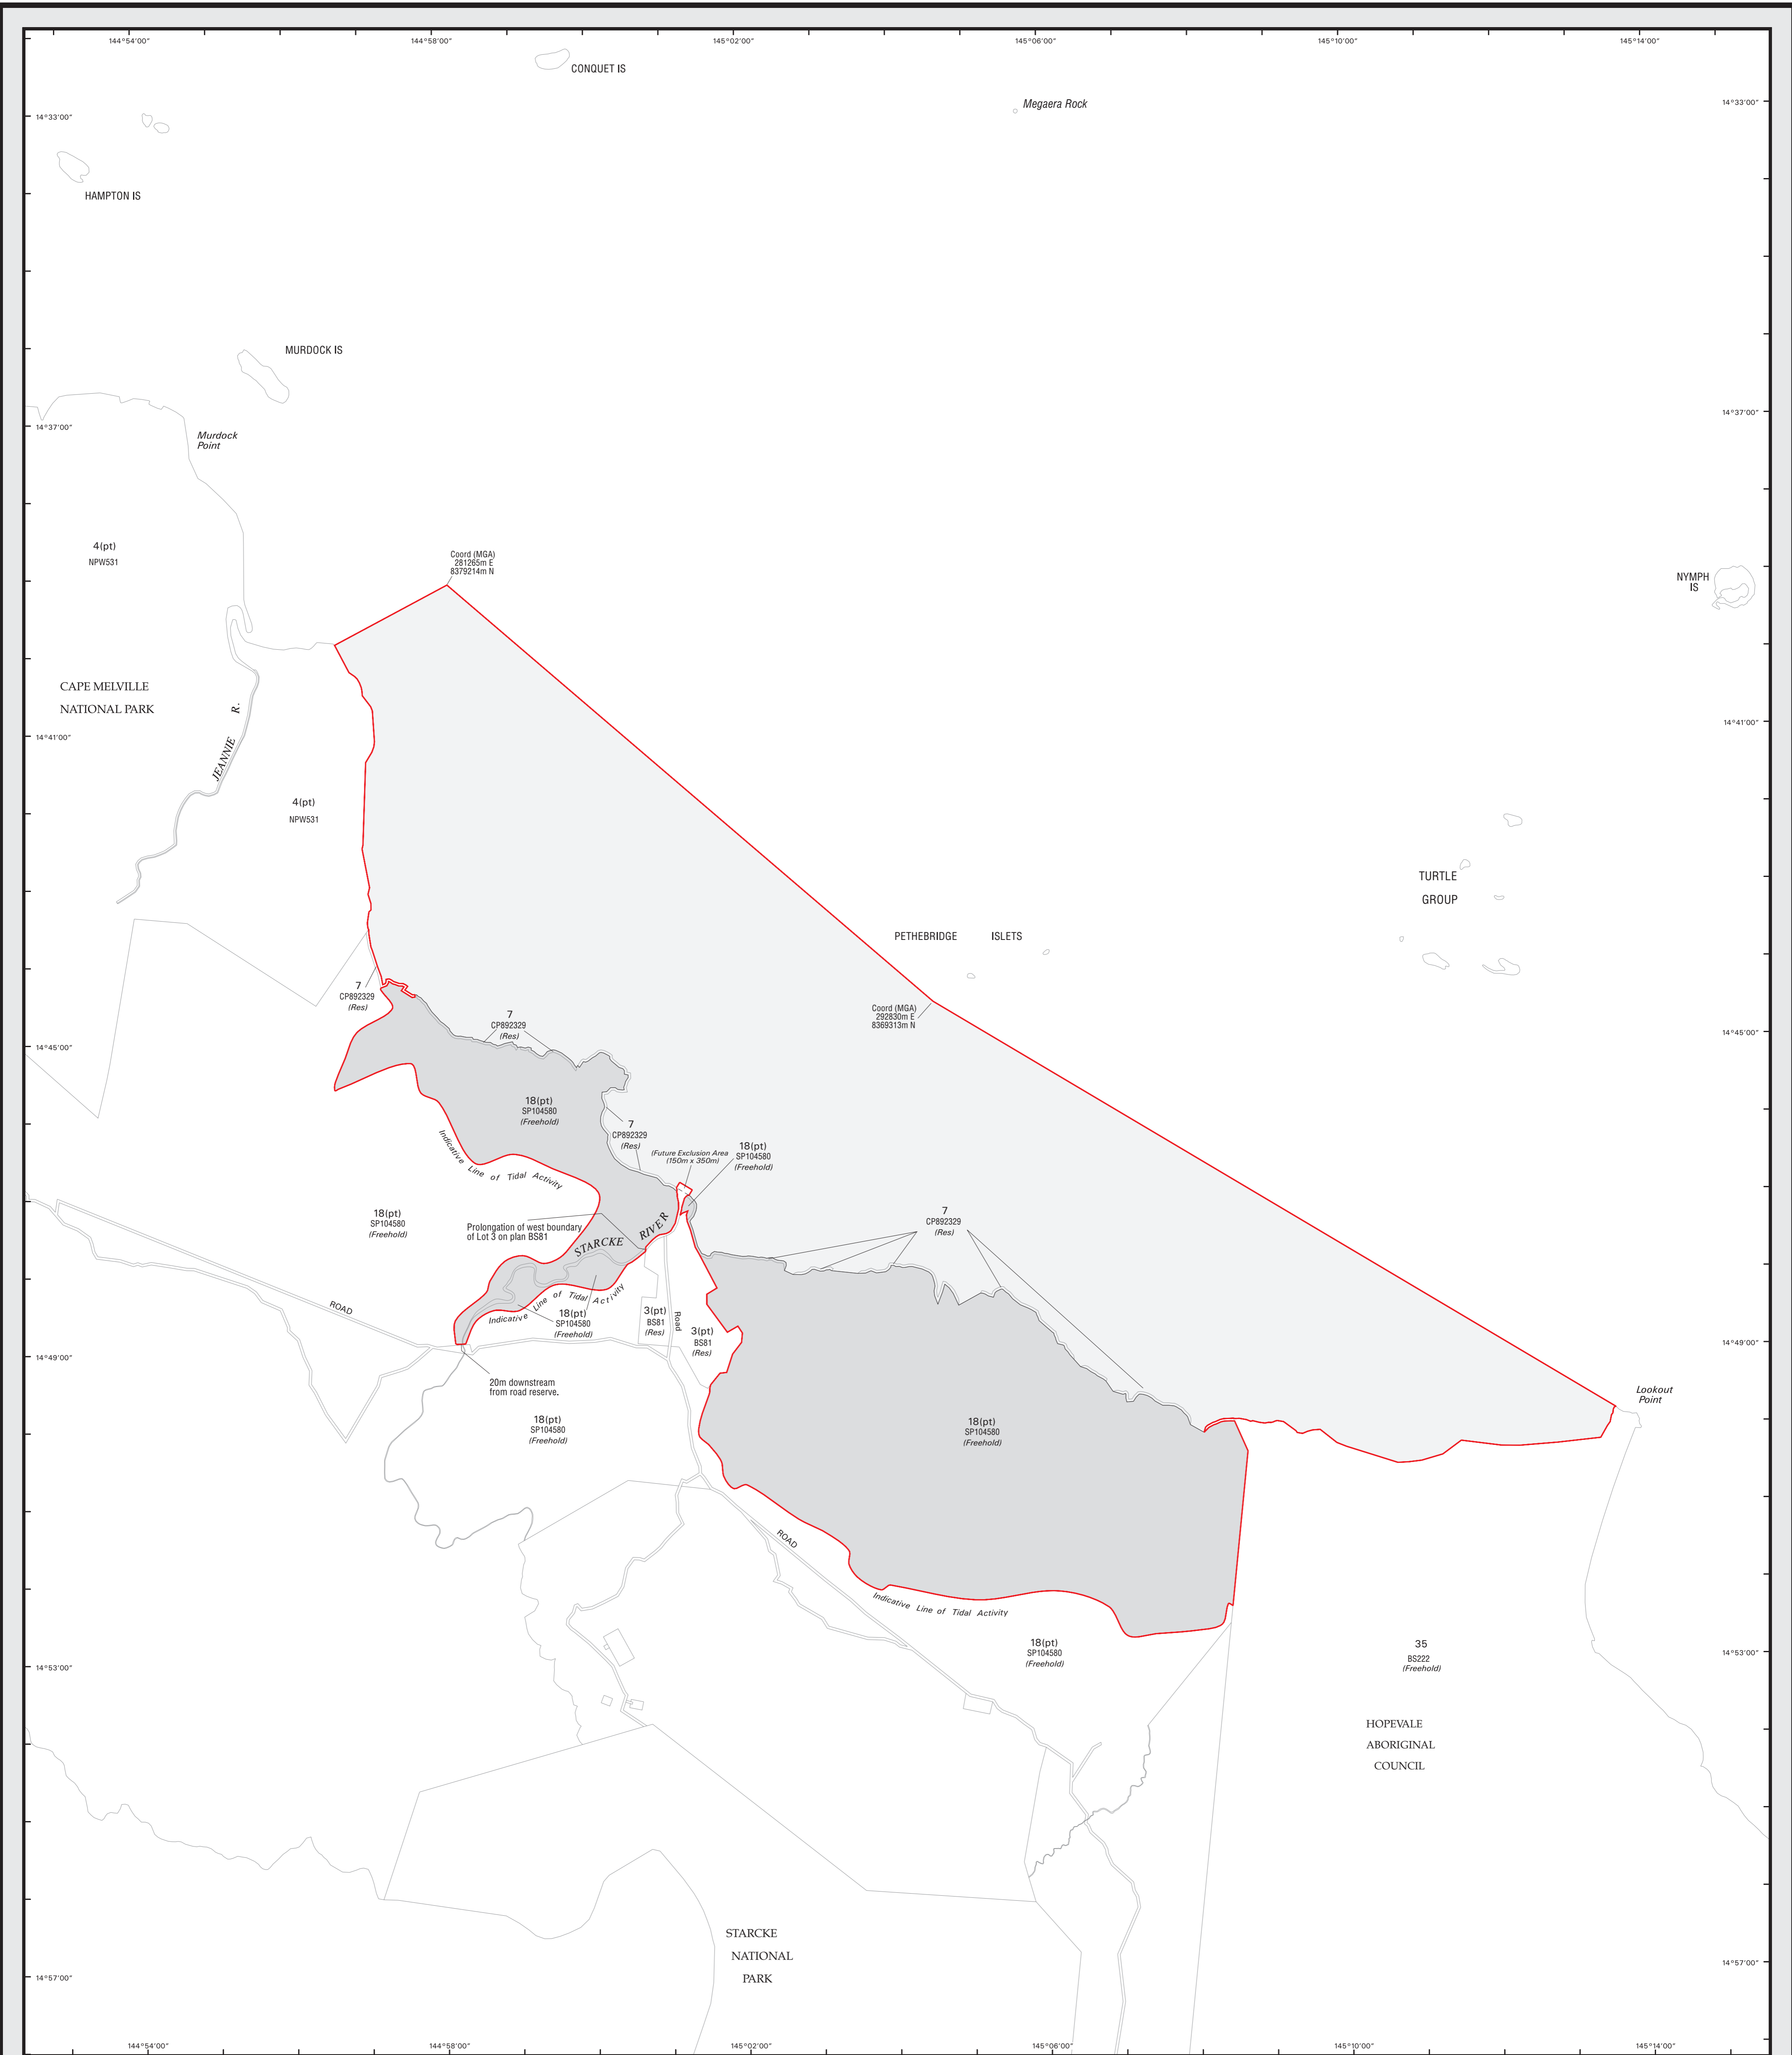 144°54'00"
144°58'00"
145°02'00"
145°06'00"
145°10'00"
145°14'00"
CONQUET IS
Megaera Rock
14°33'00"
14°33'00"
HAMPTON IS
MURDOCK IS
14°37'00"
14°37'00"
Murdock
Point
4(pt)
NPW531
Coord (MGA)
281265m E
8379214m N
NYMPH
IS
CAPE MELVILLE
NATIONAL PARK
JEANNIE R.
14°41'00"
14°41'00"
4(pt)
NPW531
TURTLE
GROUP
PETHEBRIDGE ISLETS
7
CP892329
(Res)
7
CP892329
(Res)
Coord (MGA)
292830m E
8369313m N
14°45'00"
14°45'00"
18(pt)
SP104580
(Freehold)
7
CP892329
(Res)
(Future Exclusion Area
(150m x 350m)
18(pt)
SP104580
(Freehold)
Indicative Line of Tidal Activity
18(pt)
SP104580
(Freehold)
Prolongation of west boundary
of Lot 3 on plan BS81
STARCKE RIVER
7
CP892329
(Res)
ROAD
Indicative Line of Tidal Activity
18(pt)
SP104580
(Freehold)
3(pt)
BS81
(Res)
Road
3(pt)
BS81
(Res)
14°49'00"
14°49'00"
20m downstream
from road reserve.
Lookout
Point
18(pt)
SP104580
(Freehold)
18(pt)
SP104580
(Freehold)
ROAD
Indicative Line of Tidal Activity
18(pt)
SP104580
(Freehold)
35
BS222
(Freehold)
14°53'00"
14°53'00"
HOPEVALE
ABORIGINAL
COUNCIL
STARCKE
NATIONAL
PARK
14°57'00"
14°57'00"
144°54'00"
144°58'00"
145°02'00"
145°06'00"
145°10'00"
145°14'00"